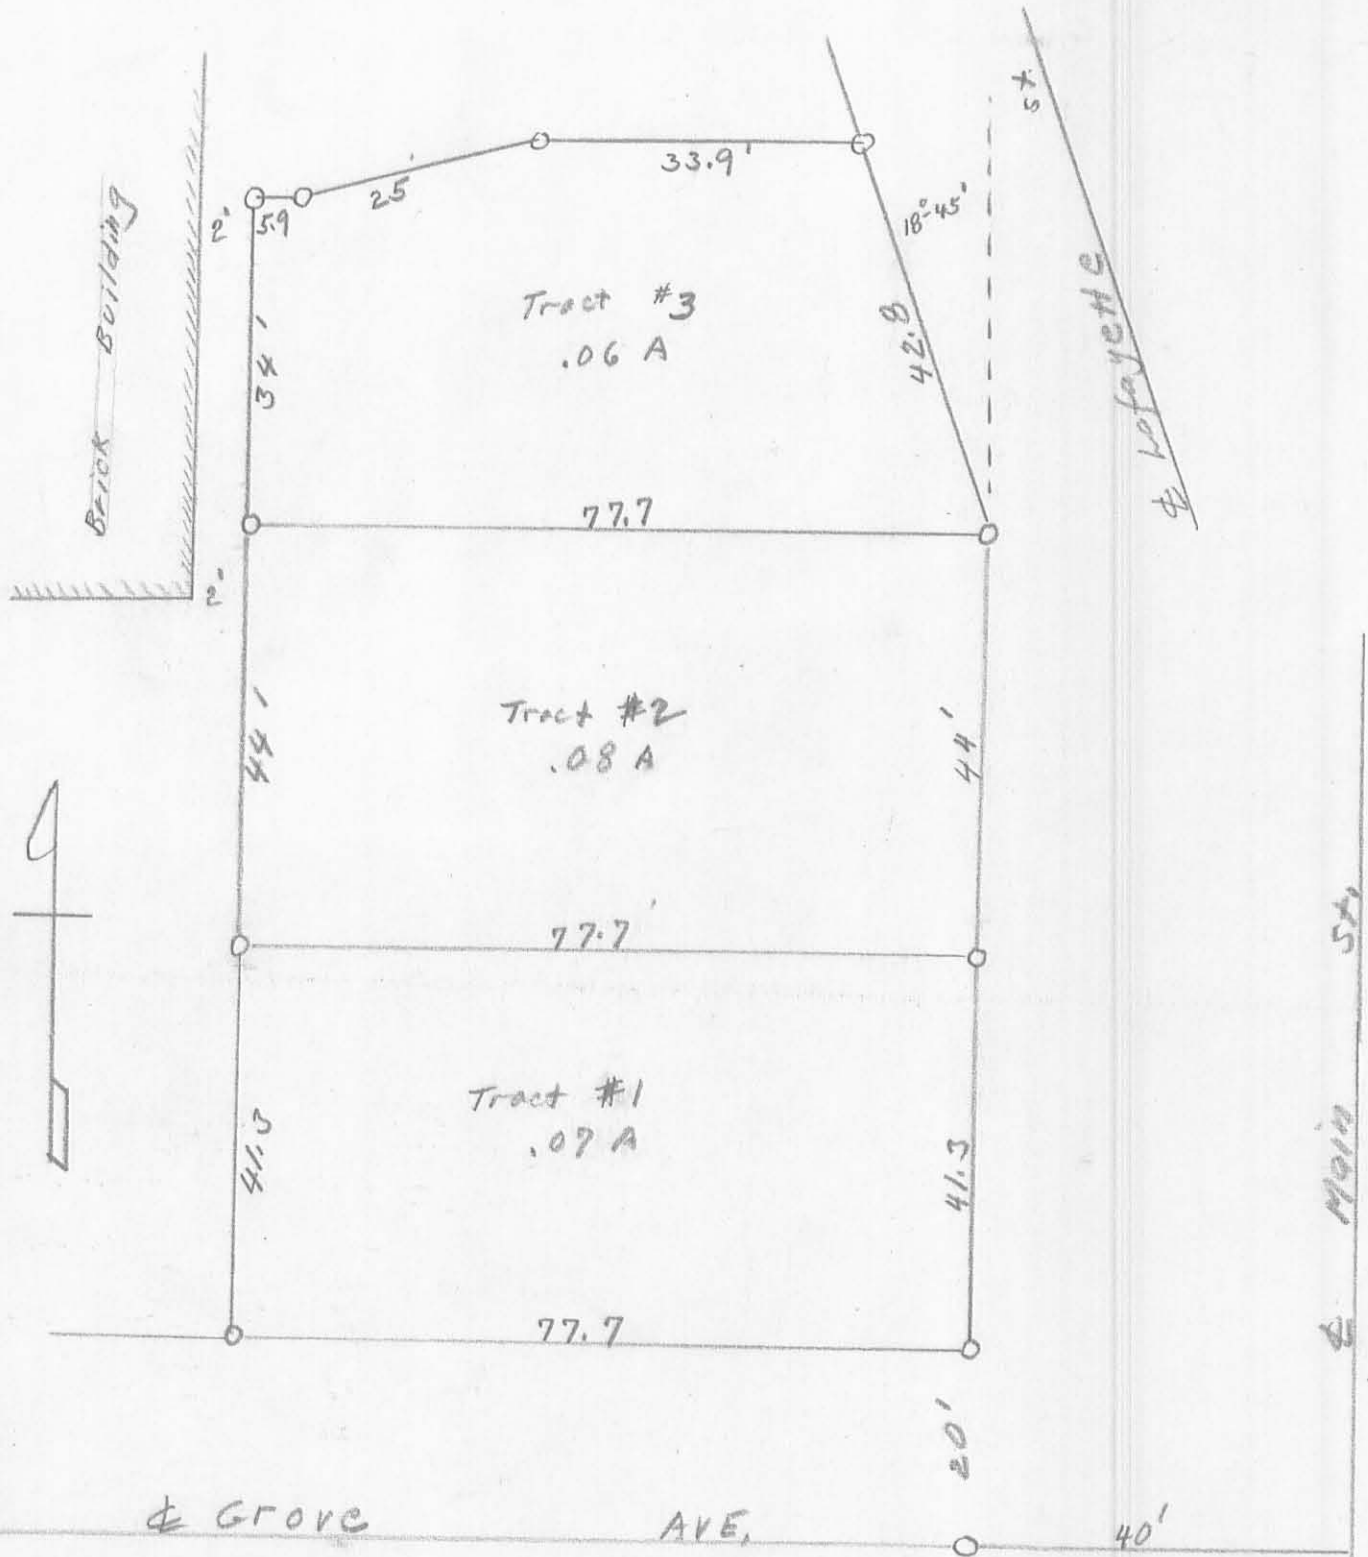 St.
33.9'
25'
2'
5.9
18°-45'
Brick Building
Tract #3
.06 A
34'
42.8
℄ Lafayette
77.7
2'
Tract #2
.08 A
44'
44'
77.7'
St.
Tract #1
.07 A
41.3
41.3
℄ Main
77.7
20'
℄ Grove AVE.
40'